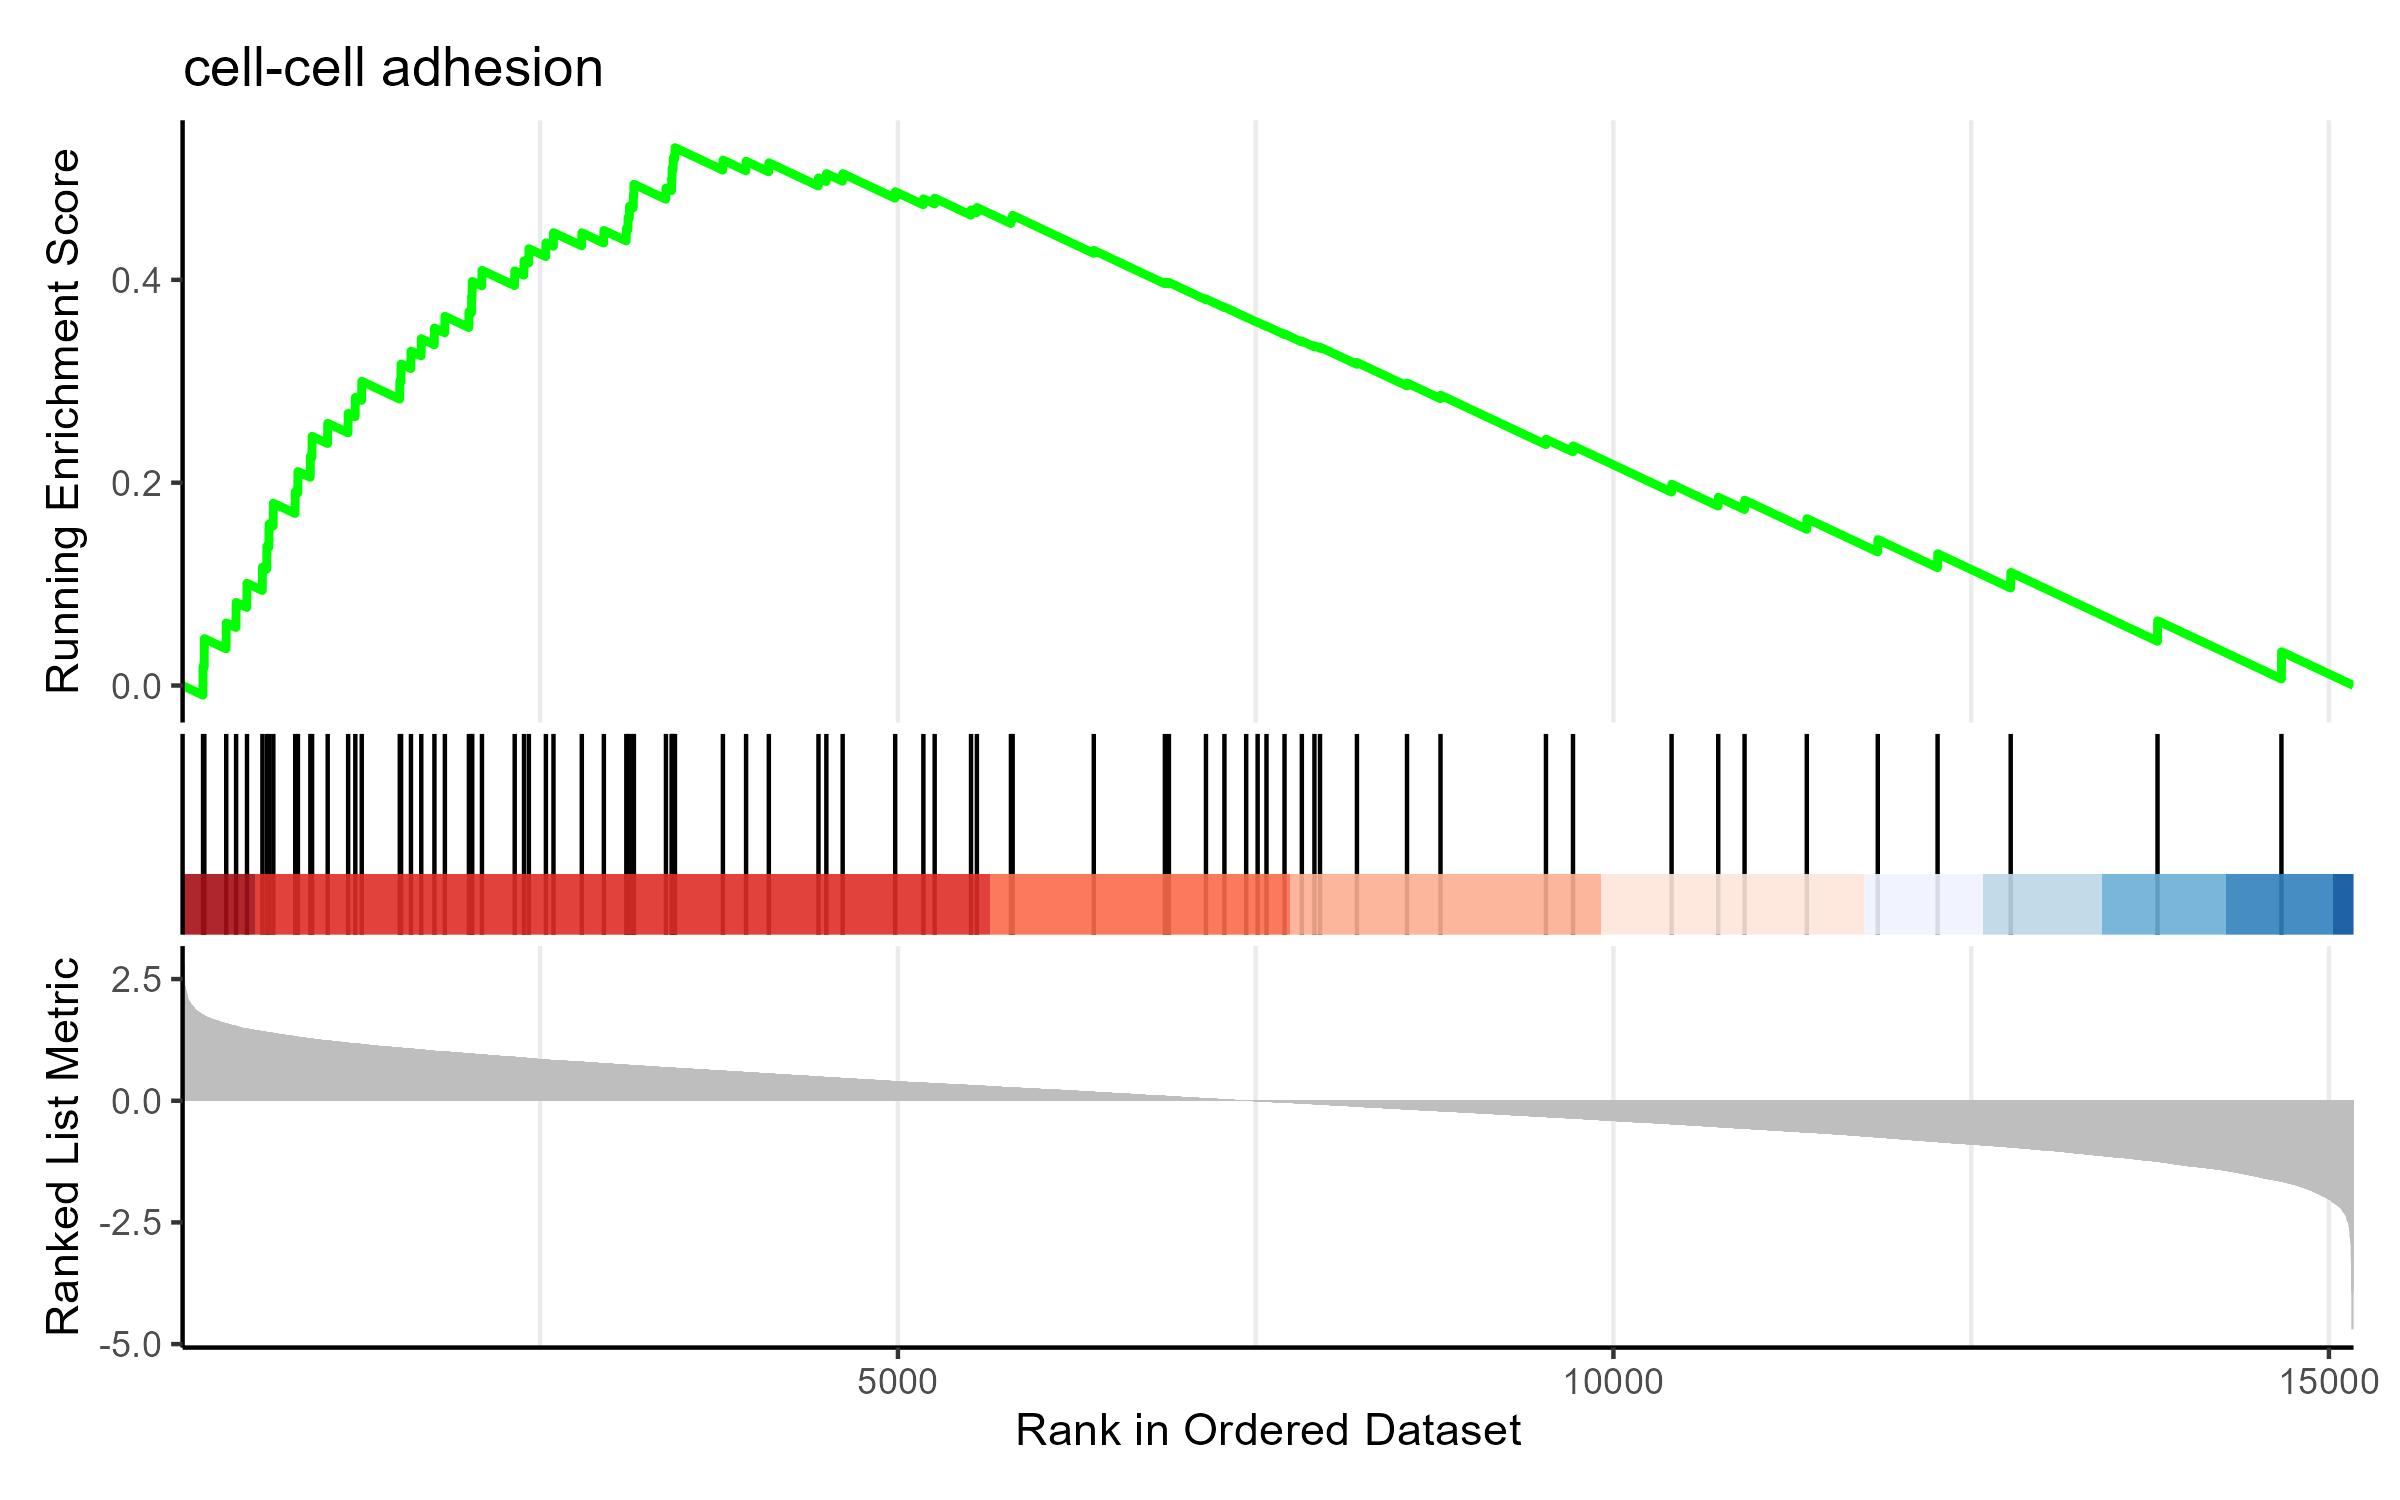 cell-cell adhesion
Running Enrichment Score
0.4
0.2
0.0
Ranked List Metric
2.5
0.0
-2.5
-5.0
5000
10000
15000
Rank in Ordered Dataset